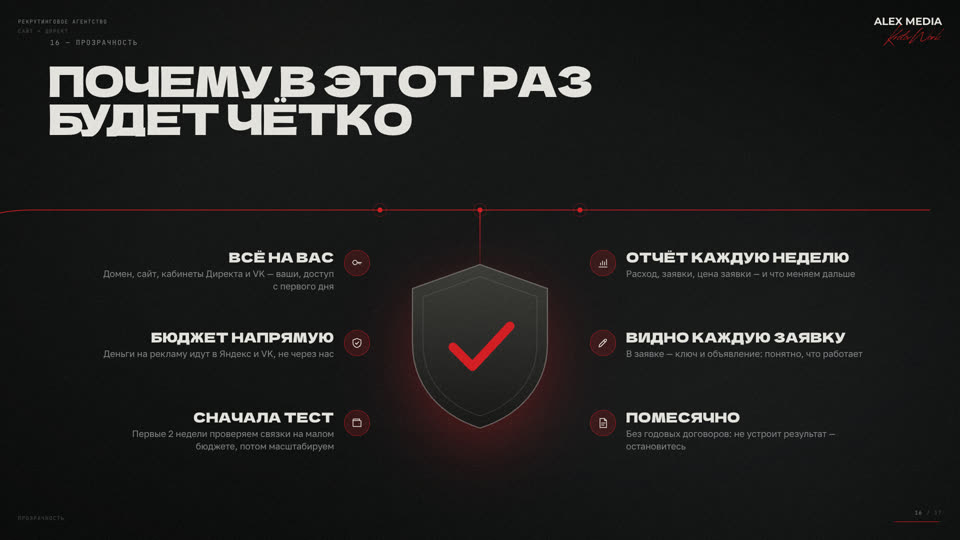 РЕКРУТИНГОВОЕ АГЕНТСТВО
САЙТ + ДИРЕКТ
16 — ПРОЗРАЧНОСТЬ
ALEX MEDIA
ПОЧЕМУ В ЭТОТ РАЗ
БУДЕТ ЧЁТКО
ВСЁ НА ВАС
Домен, сайт, кабинеты Директа и VK — ваши, доступ
с первого дня
БЮДЖЕТ НАПРЯМУЮ
Деньги на рекламу идут в Яндекс и VK, не через нас
СНАЧАЛА ТЕСТ
Первые 2 недели проверяем связки на малом
бюджете, потом масштабируем
ОТЧЁТ КАЖДУЮ НЕДЕЛЮ
Расход, заявки, цена заявки — и что меняем дальше
ВИДНО КАЖДУЮ ЗАЯВКУ
В заявке — ключ и объявление: понятно, что работает
ПОМЕСЯЧНО
Без годовых договоров: не устроит результат —
остановитесь
ПРОЗРАЧНОСТЬ
16 / 17